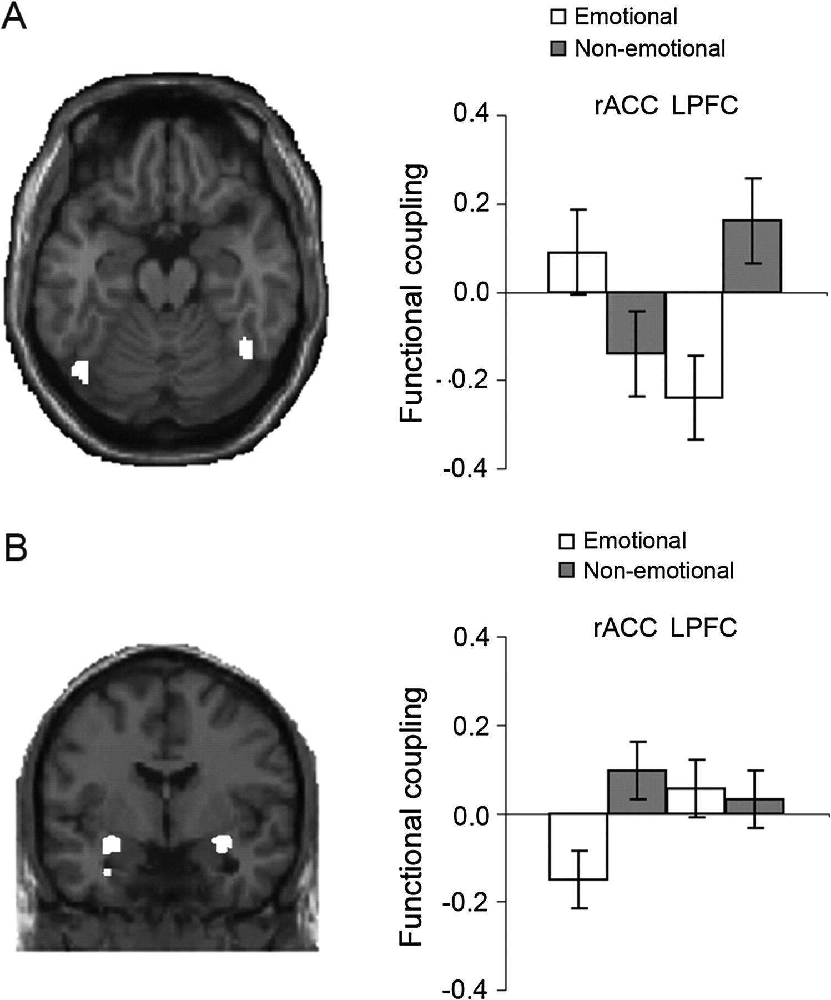 A
Emotional
Non-emotional
rACC LPFC
Functional coupling
0.4
0.2
0.0
-0.2
-0.4
B
Emotional
Non-emotional
rACC LPFC
Functional coupling
0.4
0.2
0.0
-0.2
-0.4